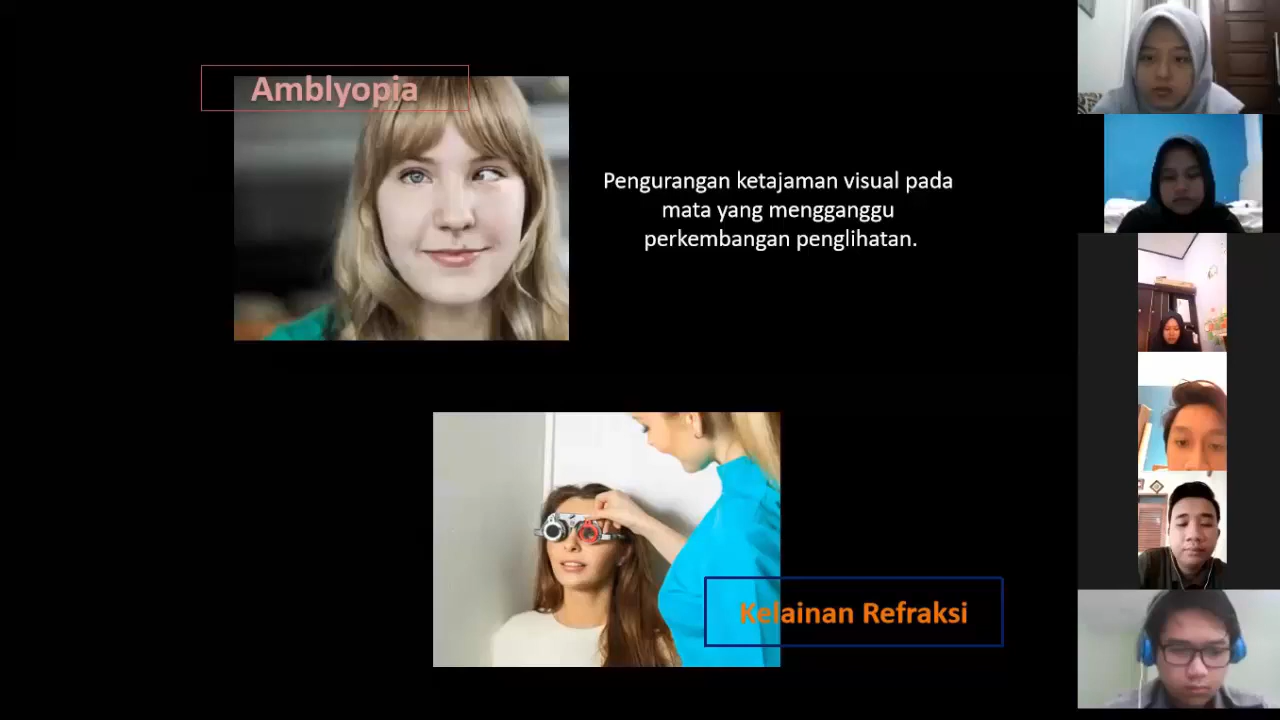 Amblyopia
Pengurangan ketajaman visual pada
mata yang mengganggu
perkembangan penglihatan.
Kelainan Refraksi